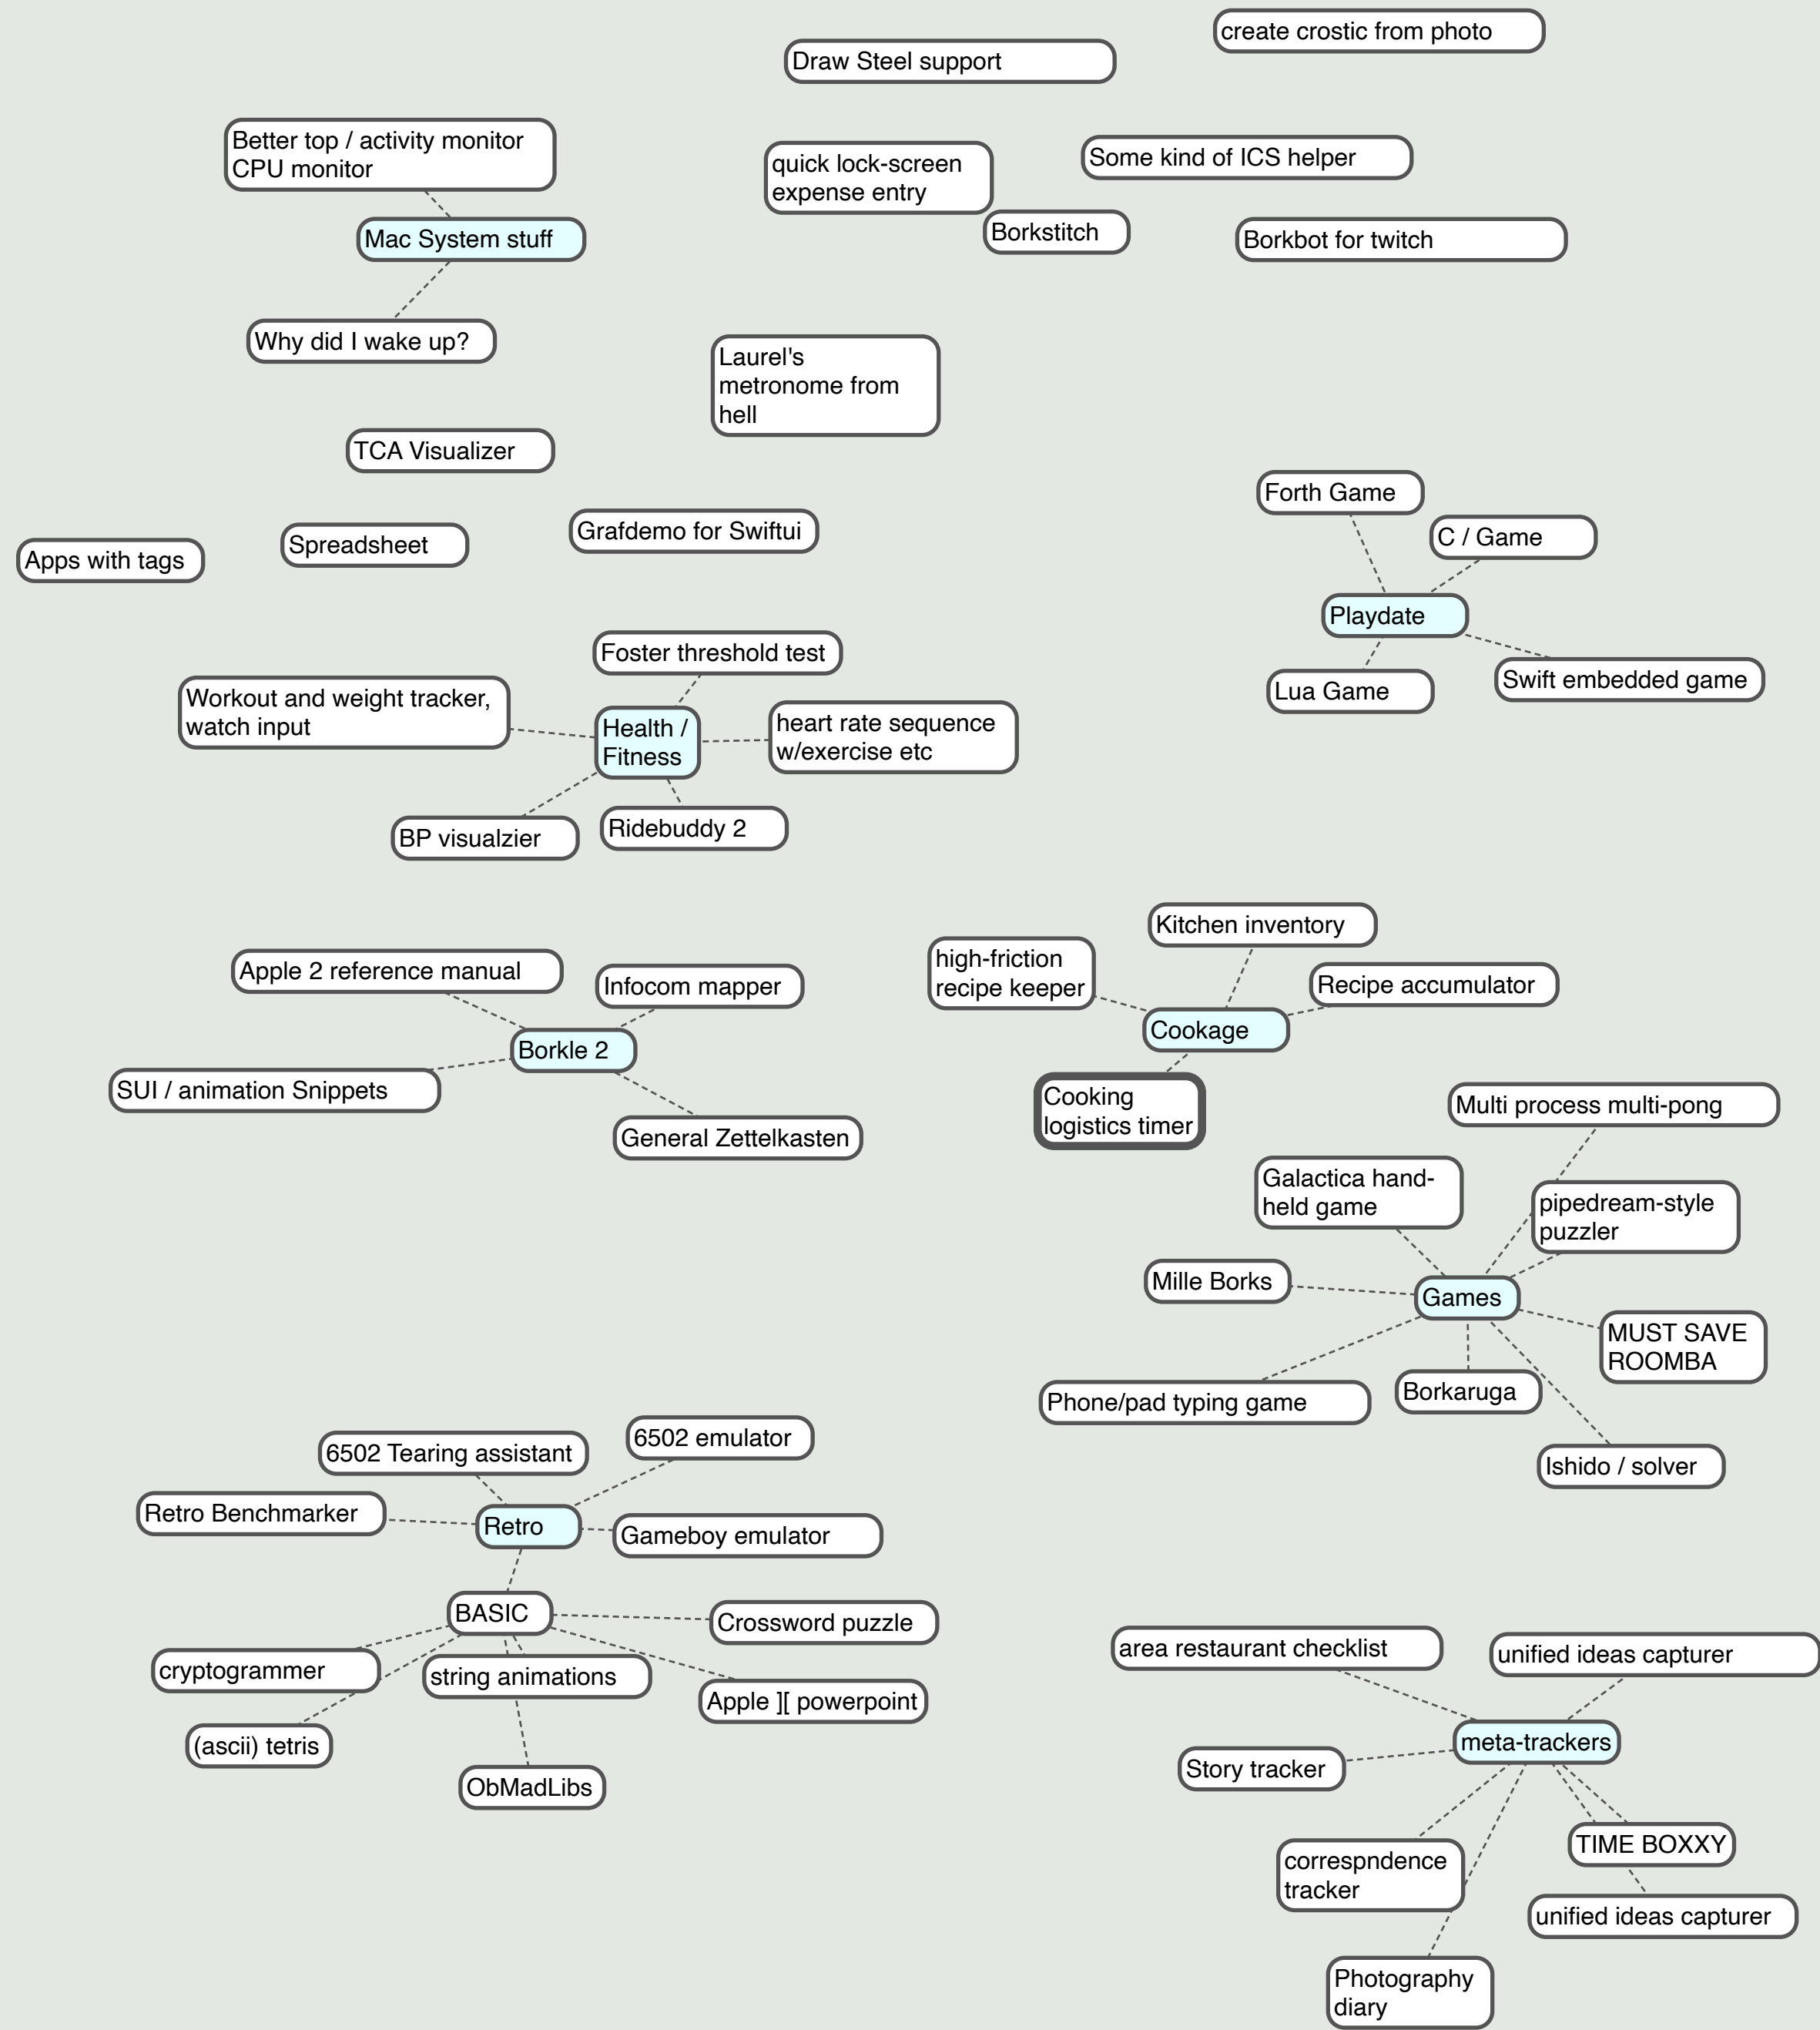 create crostic from photo
Draw Steel support
Better top / activity monitor
CPU monitor
quick lock-screen
expense entry
Some kind of ICS helper
Mac System stuff
Borkstitch
Borkbot for twitch
Why did I wake up?
Laurel's
metronome from
hell
TCA Visualizer
Forth Game
C / Game
Grafdemo for Swiftui
Spreadsheet
Apps with tags
Playdate
Foster threshold test
Swift embedded game
Lua Game
Workout and weight tracker,
watch input
Health /
Fitness
heart rate sequence
w/exercise etc
BP visualzier
Ridebuddy 2
Kitchen inventory
high-friction
recipe keeper
Recipe accumulator
Apple 2 reference manual
Infocom mapper
Cookage
Borkle 2
SUI / animation Snippets
Cooking
logistics timer
General Zettelkasten
Multi process multi-pong
Galactica hand-
held game
pipedream-style
puzzler
Mille Borks
Games
MUST SAVE
ROOMBA
Phone/pad typing game
Borkaruga
Ishido / solver
6502 Tearing assistant
6502 emulator
Retro Benchmarker
Retro
Gameboy emulator
BASIC
Crossword puzzle
cryptogrammer
string animations
Apple ][ powerpoint
(ascii) tetris
ObMadLibs
area restaurant checklist
unified ideas capturer
meta-trackers
Story tracker
TIME BOXXY
correspndence
tracker
unified ideas capturer
Photography
diary